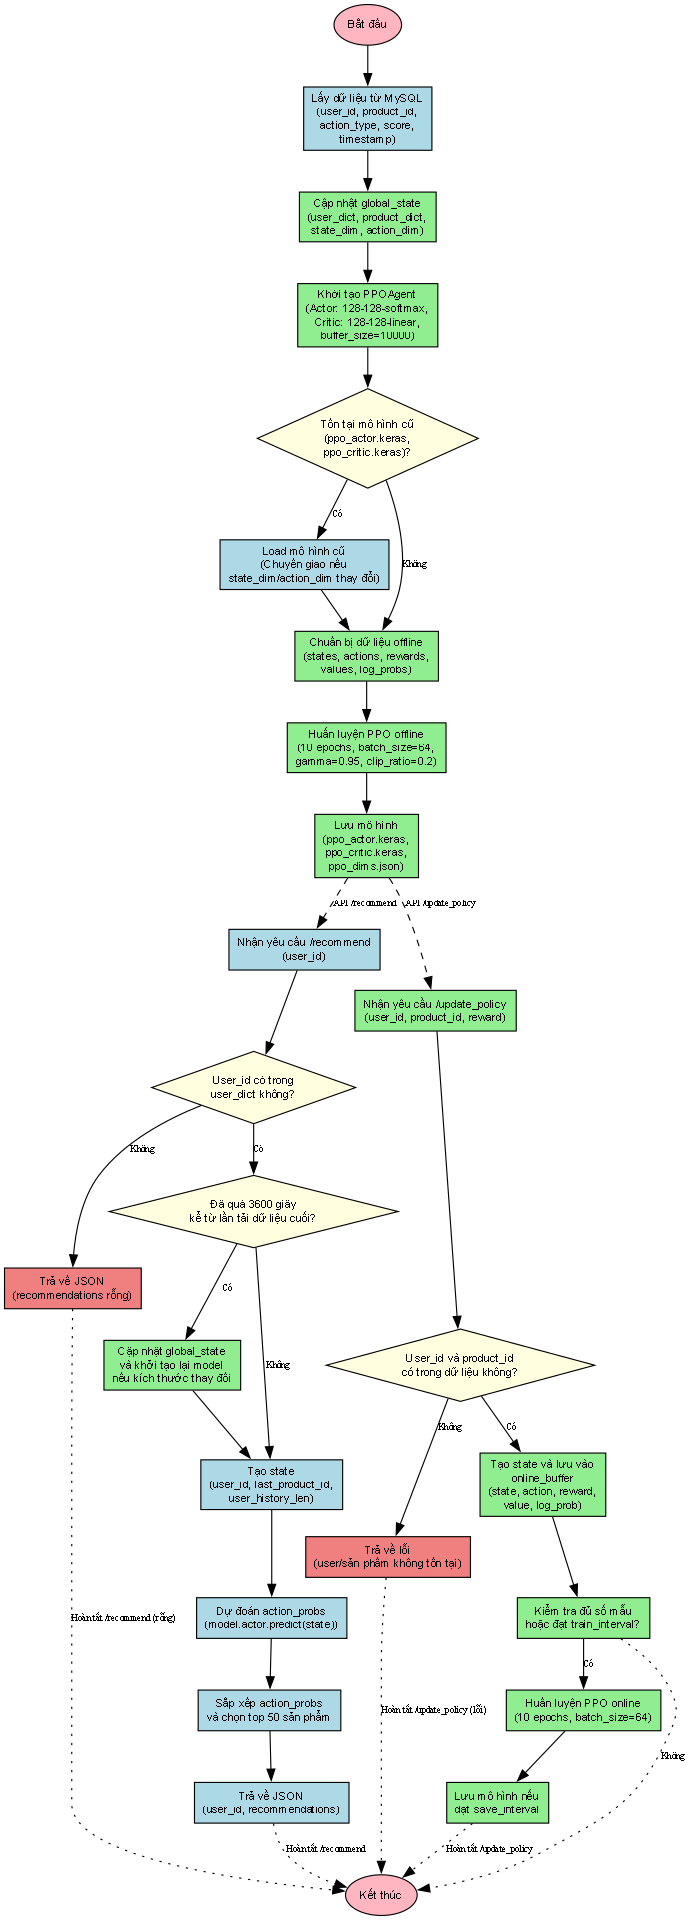 Bắt đầu
Lấy dữ liệu từ MySQL
(user_id, product_id,
action_type, score,
timestamp)
Cập nhật global_state
(user_dict, product_dict,
state_dim, action_dim)
Khởi tạo PPOAgent
(Actor: 128-128-softmax,
Critic: 128-128-linear,
buffer_size=10000)
Tồn tại mô hình cũ
(ppo_actor.keras,
ppo_critic.keras)?
Có
Load mô hình cũ
(Chuyển giao nếu
state_dim/action_dim thay đổi)
Không
Chuẩn bị dữ liệu offline
(states, actions, rewards,
values, log_probs)
Huấn luyện PPO offline
(10 epochs, batch_size=64,
gamma=0.95, clip_ratio=0.2)
Lưu mô hình
(ppo_actor.keras,
ppo_critic.keras,
ppo_dims.json)
API /recommend
API /update_policy
Nhận yêu cầu /recommend
(user_id)
Nhận yêu cầu /update_policy
(user_id, product_id, reward)
User_id có trong
user_dict không?
Không
Có
Đã quá 3600 giây
kể từ lần tải dữ liệu cuối?
Trả về JSON
(recommendations rỗng)
Có
Cập nhật global_state
và khởi tạo lại model
nếu kích thước thay đổi
Không
User_id và product_id
có trong dữ liệu không?
Không
Có
Tạo state
(user_id, last_product_id,
user_history_len)
Tạo state và lưu vào
online_buffer
(state, action, reward,
value, log_prob)
Trả về lỗi
(user/sản phẩm không tồn tại)
Hoàn tất /recommend (rỗng)
Dự đoán action_probs
(model.actor.predict(state))
Kiểm tra đủ số mẫu
hoặc đạt train_interval?
Có
Sắp xếp action_probs
và chọn top 50 sản phẩm
Hoàn tất /update_policy (lỗi)
Huấn luyện PPO online
(10 epochs, batch_size=64)
Không
Trả về JSON
(user_id, recommendations)
Lưu mô hình nếu
đạt save_interval
Hoàn tất /recommend
Hoàn tất /update_policy
Kết thúc